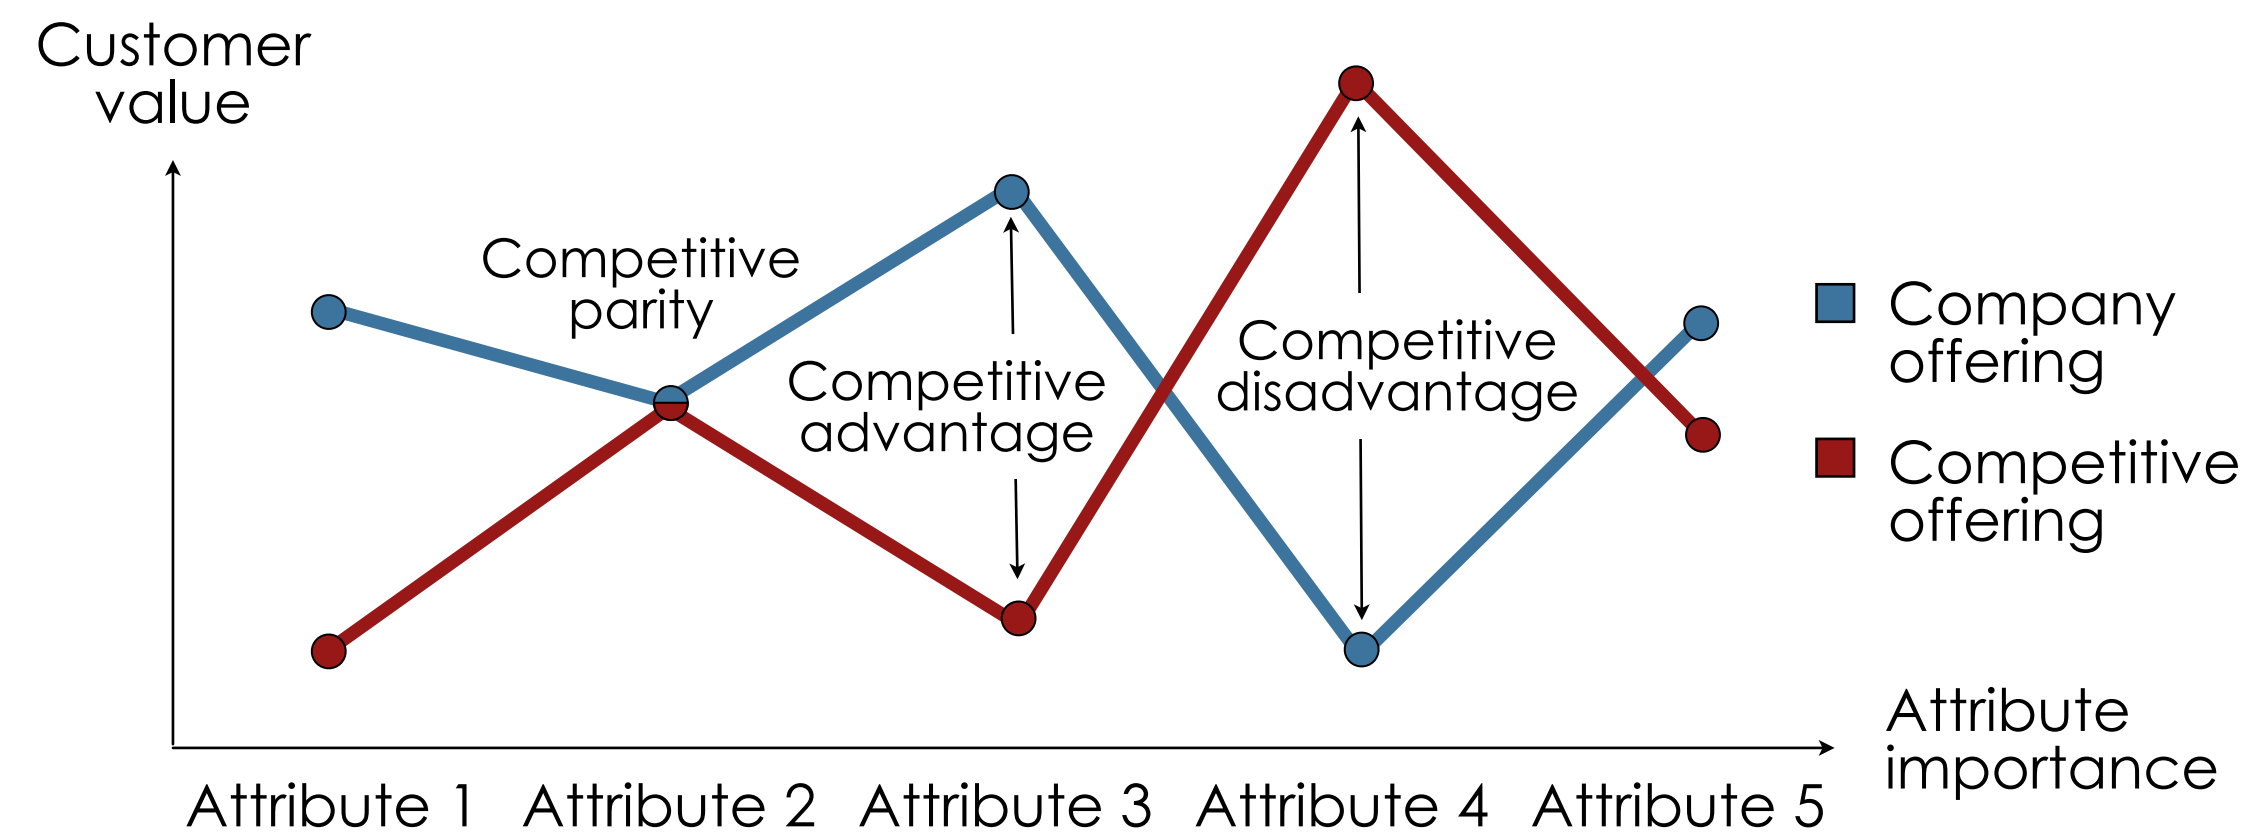 Customer
value
Competitive
parity
Competitive
advantage
Competitive
disadvantage
Company
offering
Competitive
offering
Attribute
importance
Attribute 1
Attribute 2
Attribute 3
Attribute 4
Attribute 5